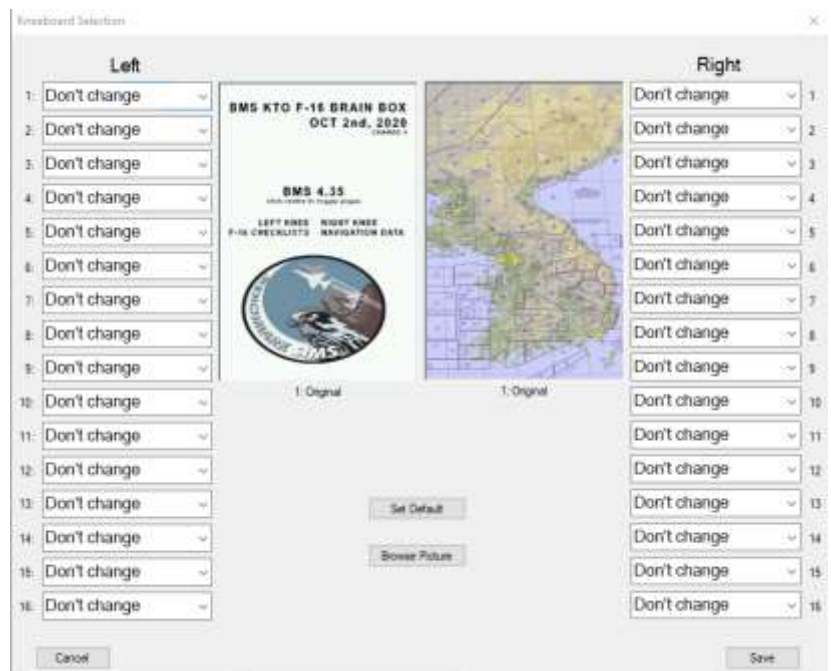 Kneeboard Selection
Left
Right
1: Don't change
2: Don't change
3: Don't change
4: Don't change
5: Don't change
6: Don't change
7: Don't change
8: Don't change
9: Don't change
10: Don't change
11: Don't change
12: Don't change
13: Don't change
14: Don't change
15: Don't change
16: Don't change
BMS KTO F-16 BRAIN BOX
OCT 2nd, 2020
BMS 4.35
LEFT KNEE RIGHT KNEE
F-16 CHECKLISTS NAVIGATION DATA
1: Original
1: Original
Set Default
Browse Picture
Don't change 1
Don't change 2
Don't change 3
Don't change 4
Don't change 5
Don't change 6
Don't change 7
Don't change 8
Don't change 9
Don't change 10
Don't change 11
Don't change 12
Don't change 13
Don't change 14
Don't change 15
Don't change 16
Cancel
Save